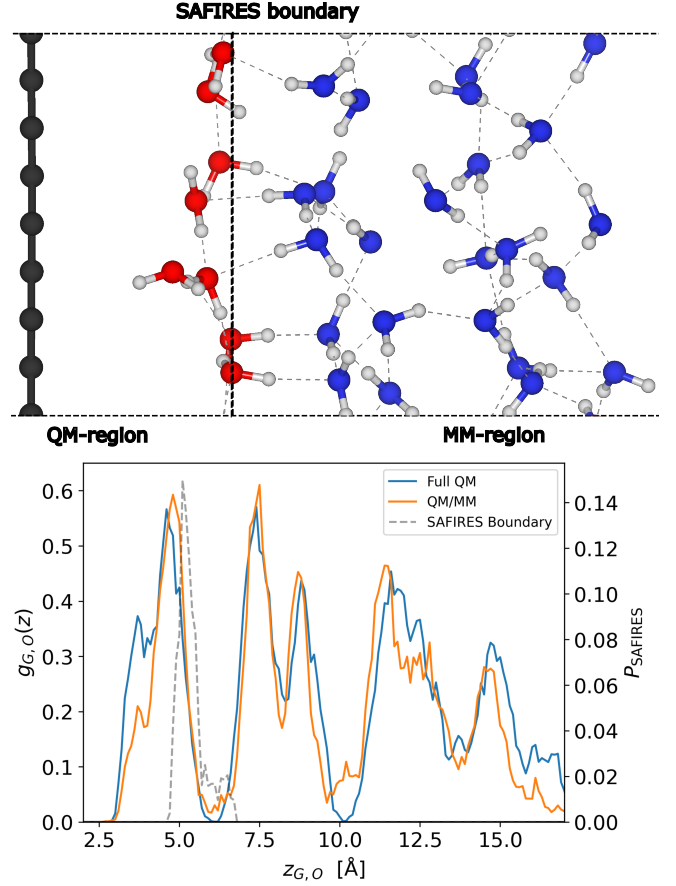 SAFIRES boundary
QM-region
MM-region
Full QM
QM/MM
SAFIRES Boundary
0.6
0.5
0.4
0.3
0.2
0.1
0.0
g_{G,O}(z)
0.14
0.12
0.10
0.08
0.06
0.04
0.02
0.00
P_{SAFIRES}
2.5 5.0 7.5 10.0 12.5 15.0
z_{G,O} [Å]